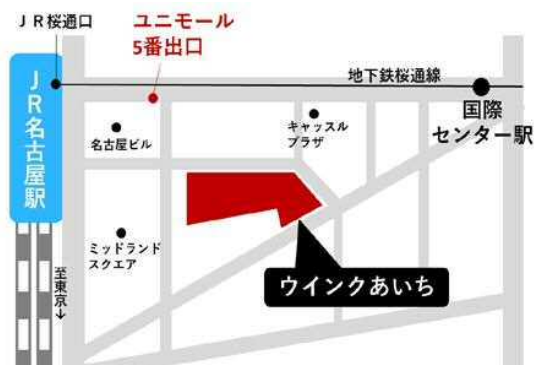 JR桜通口
ユニモール
5番出口
地下鉄桜通線
国際
センター駅
JR名古屋駅
名古屋ビル
キャッスル
プラザ
ミッドランド
スクエア
ウインクあいち
至東京↓